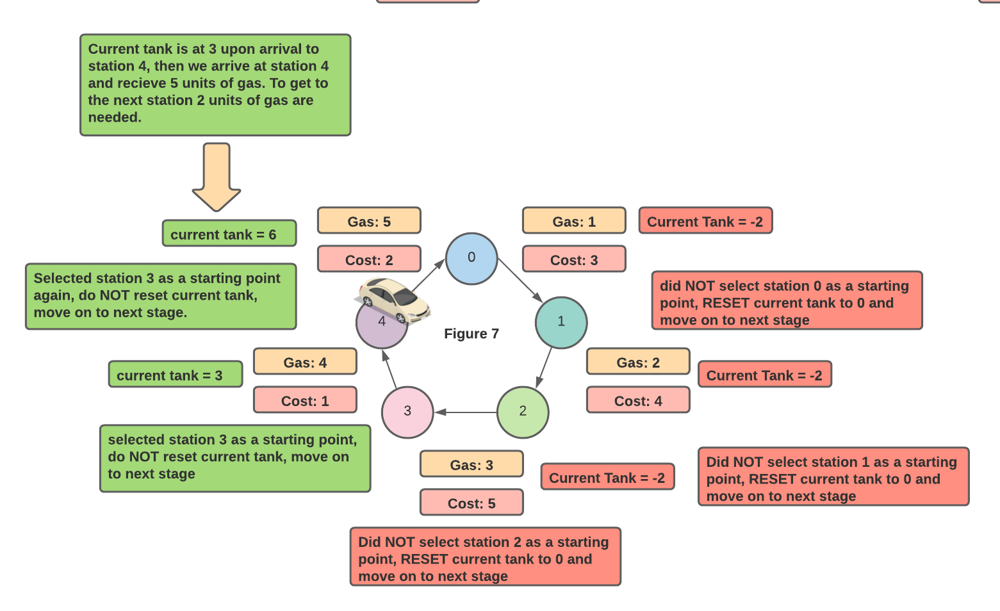 Current tank is at 3 upon arrival to
station 4, then we arrive at station 4
and recieve 5 units of gas. To get to
the next station 2 units of gas are
needed.
current tank = 6
Gas: 5
Cost: 2
Gas: 1
Cost: 3
Current Tank = -2
Selected station 3 as a starting point
again, do NOT reset current tank,
move on to next stage.
0
did NOT select station 0 as a starting
point, RESET current tank to 0 and
move on to next stage
4
1
Figure 7
current tank = 3
Gas: 4
Cost: 1
Gas: 2
Cost: 4
Current Tank = -2
3
2
selected station 3 as a starting point,
do NOT reset current tank, move on
to next stage
Gas: 3
Cost: 5
Current Tank = -2
Did NOT select station 1 as a starting
point, RESET current tank to 0 and
move on to next stage
Did NOT select station 2 as a starting
point, RESET current tank to 0 and
move on to next stage